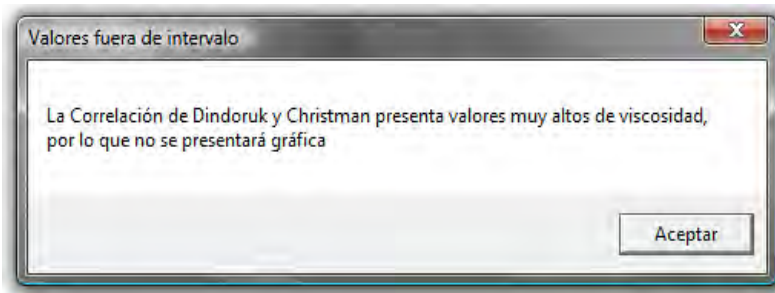 Valores fuera de intervalo
La Correlación de Dindoruk y Christman presenta valores muy altos de viscosidad,
por lo que no se presentará gráfica
Aceptar